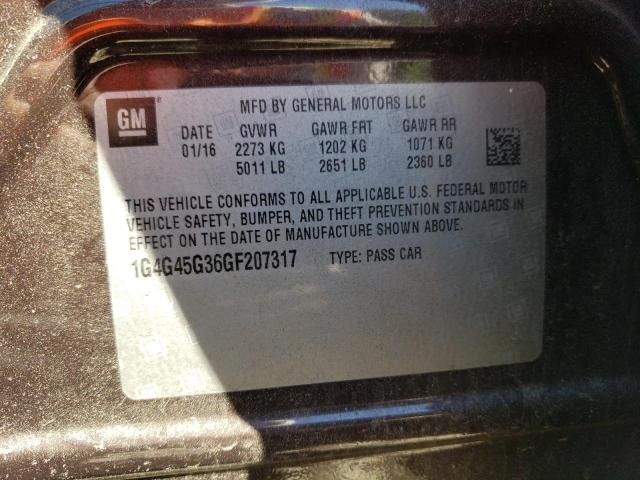 GM
MFD BY GENERAL MOTORS LLC
DATE GVWR GAWR FRT GAWR RR
01/16 2273 KG 1202 KG 1071 KG
5011 LB 2651 LB 2360 LB
THIS VEHICLE CONFORMS TO ALL APPLICABLE U.S. FEDERAL MOTOR
VEHICLE SAFETY, BUMPER, AND THEFT PREVENTION STANDARDS IN
EFFECT ON THE DATE OF MANUFACTURE SHOWN ABOVE.
1G4G45G36GF207317 TYPE: PASS CAR